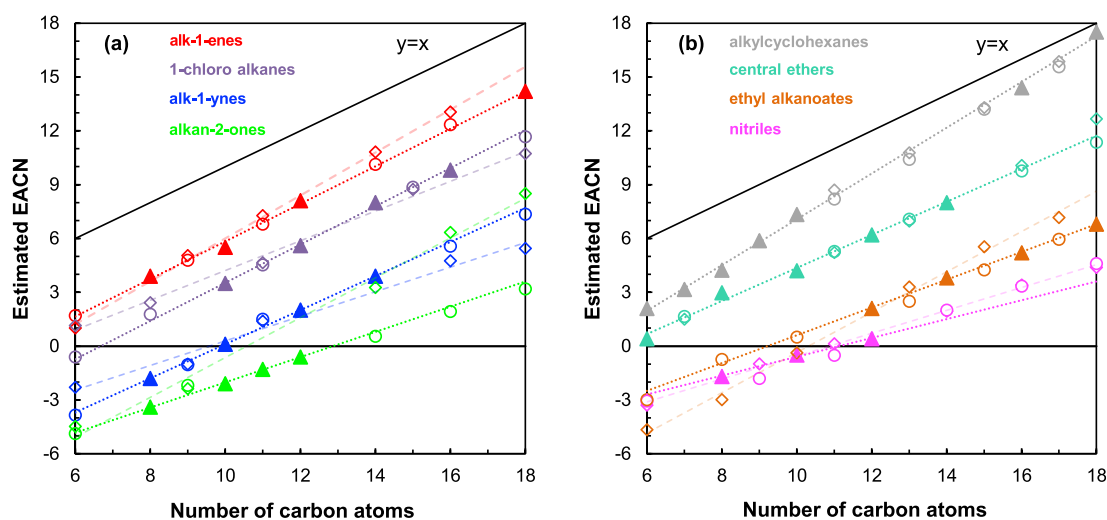 (a)
alk-1-enes
1-chloro alkanes
alk-1-ynes
alkan-2-ones
y=x
Estimated EACN
18
15
12
9
6
3
0
-3
-6
6
8
10
12
14
16
18
Number of carbon atoms
(b)
alkylcyclohexanes
central ethers
ethyl alkanoates
nitriles
y=x
Estimated EACN
18
15
12
9
6
3
0
-3
-6
6
8
10
12
14
16
18
Number of carbon atoms